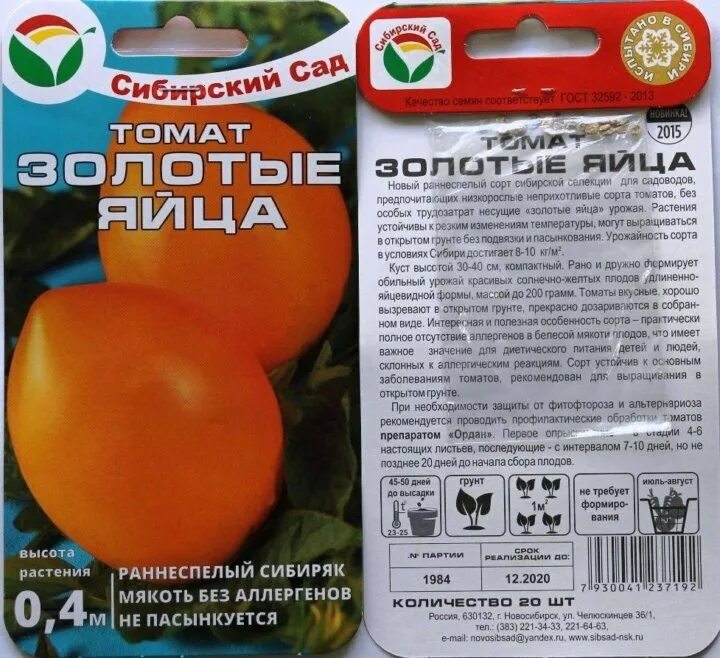 Сибирский Сад
ТОМАТ
ЗОЛОТЫЕ
ЯЙЦА
высота
растения
0,4м
РАННЕСПЕЛЫЙ СИБИРЯК
МЯКОТЬ БЕЗ АЛЛЕРГЕНОВ
НЕ ПАСЫНКУЕТСЯ
Сибирский Сад
ИСПЫТАНО В СИБИРИ
Качество семян соответствует ГОСТ 32592 - 2013
НОВИНКА!
2015
ТОМАТ
ЗОЛОТЫЕ ЯЙЦА
Новый раннеспелый сорт сибирской селекции для садоводов,
предпочитающих низкорослые неприхотливые сорта томатов, без
особых трудозатрат несущие «золотые яйца» урожая. Растения
устойчивы к резким изменениям температуры, могут выращиваться
в открытом грунте без подвязки и пасынкования. Урожайность сорта
в условиях Сибири достигает 8-10 кг/м².
Куст высотой 30-40 см, компактный. Рано и дружно формирует
обильный урожай красивых солнечно-желтых плодов удлиненно-
яйцевидной формы, массой до 200 грамм. Томаты вкусные, хорошо
вызревают в открытом грунте, прекрасно дозариваются в собран-
ном виде. Интересная и полезная особенность сорта – практически
полное отсутствие аллергенов в белесой мякоти плодов, что имеет
важное значение для диетического питания детей и людей,
склонных к аллергическим реакциям. Сорт устойчив к основным
заболеваниям томатов, рекомендован для выращивания в
открытом грунте.
При необходимости защиты от фитофтороза и альтернариоза
рекомендуется проводить профилактические обработки томатов
препаратом «Ордан». Первое опрыскивание - в стадии 4-6
настоящих листьев, последующие - с интервалом 7-10 дней, но не
позднее 20 дней до начала сбора плодов.
45-50 дней
до высадки
t°
23-25
грунт
1м²
не требует
формиро-
вания
июль-август
№ ПАРТИИ
СРОК
РЕАЛИЗАЦИИ ДО:
1984
12.2020
7 930041 237192
КОЛИЧЕСТВО 20 ШТ
Россия, 630132, г. Новосибирск, ул. Челюскинцев 36/1,
тел.: (383) 221-34-33, 221-64-63,
e-mail: novosibsad@yandex.ru, www.sibsad-nsk.ru